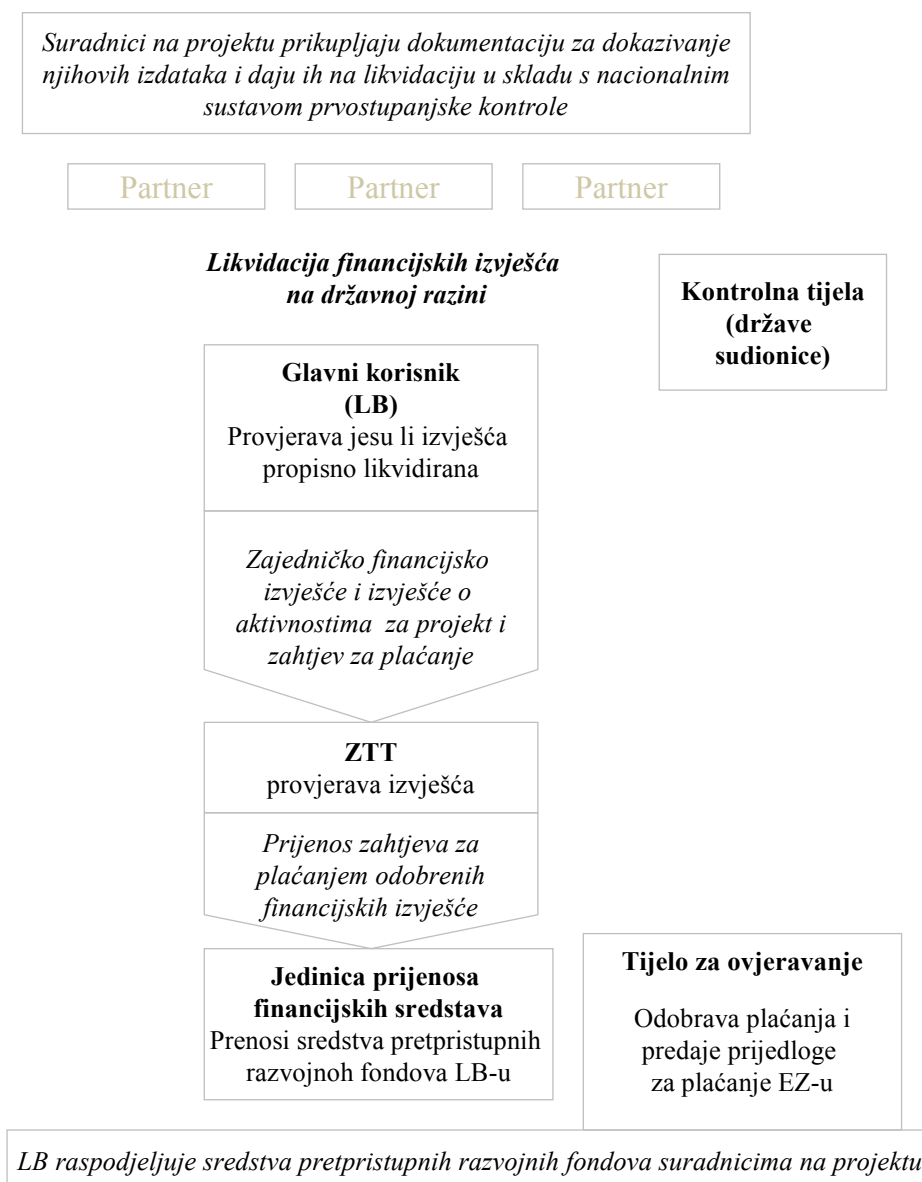 Suradnici na projektu prikupljaju dokumentaciju za dokazivanje
njihovih izdataka i daju ih na likvidaciju u skladu s nacionalnim
sustavom prvostupanjske kontrole
Partner
Partner
Partner
Likvidacija financijskih izvješća
na državnoj razini
Kontrolna tijela
(države
sudionice)
Glavni korisnik
(LB)
Provjerava jesu li izvješća
propisno likvidirana
Zajedničko financijsko
izvješće i izvješće o
aktivnostima za projekt i
zahtjev za plaćanje
ZTT
provjerava izvješća
Prijenos zahtjeva za
plaćanjem odobrenih
financijskih izvješće
Jedinica prijenosa
financijskih sredstava
Prenosi sredstva pretpristupnih
razvojnoh fondova LB-u
Tijelo za ovjeravanje
Odobrava plaćanja i
predaje prijedloge
za plaćanje EZ-u
LB raspodjeljuje sredstva pretpristupnih razvojnih fondova suradnicima na projektu